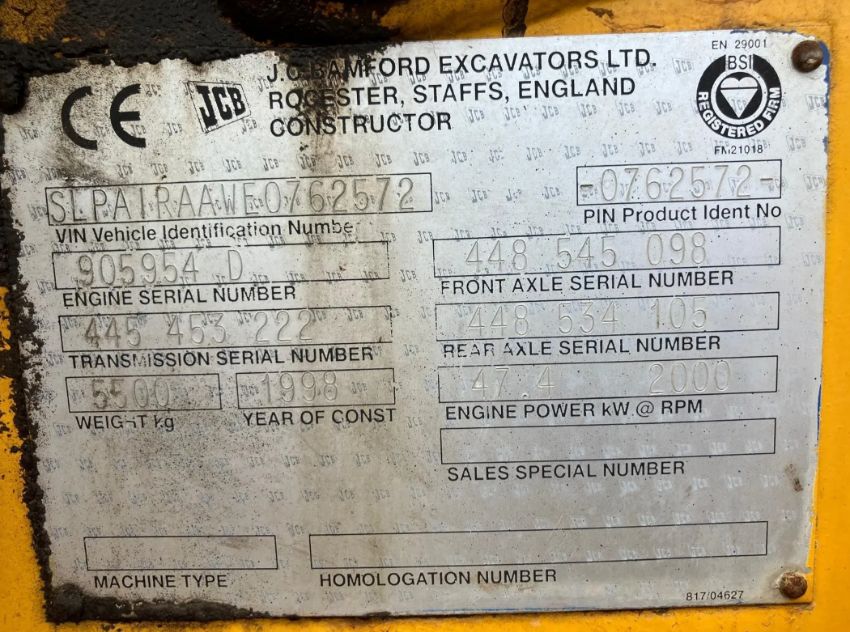 CE
JCB
J.C.BAMFORD EXCAVATORS LTD.
ROCESTER, STAFFS, ENGLAND
CONSTRUCTOR
EN 29001
BSI
REGISTERED FIRM
FM21018
SLPA1RAAWE0762572
VIN Vehicle Identification Numbe
-0762572-
PIN Product Ident No
905954 D
ENGINE SERIAL NUMBER
448 545 098
FRONT AXLE SERIAL NUMBER
445 453 222
TRANSMISSION SERIAL NUMBER
448 534 105
REAR AXLE SERIAL NUMBER
5500
WEIGHT kg
1998
YEAR OF CONST
47.4 2000
ENGINE POWER kW @ RPM
SALES SPECIAL NUMBER
MACHINE TYPE
HOMOLOGATION NUMBER
817/04627